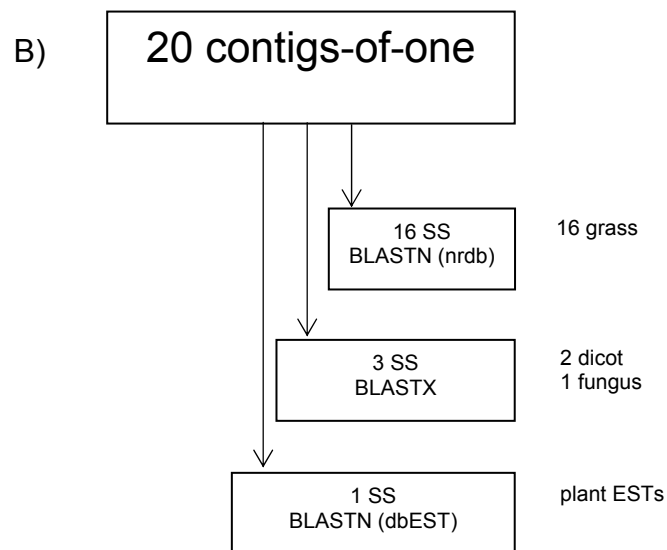 B)
20 contigs-of-one
16 SS
BLASTN (nrdb)
16 grass
3 SS
BLASTX
2 dicot
1 fungus
1 SS
BLASTN (dbEST)
plant ESTs